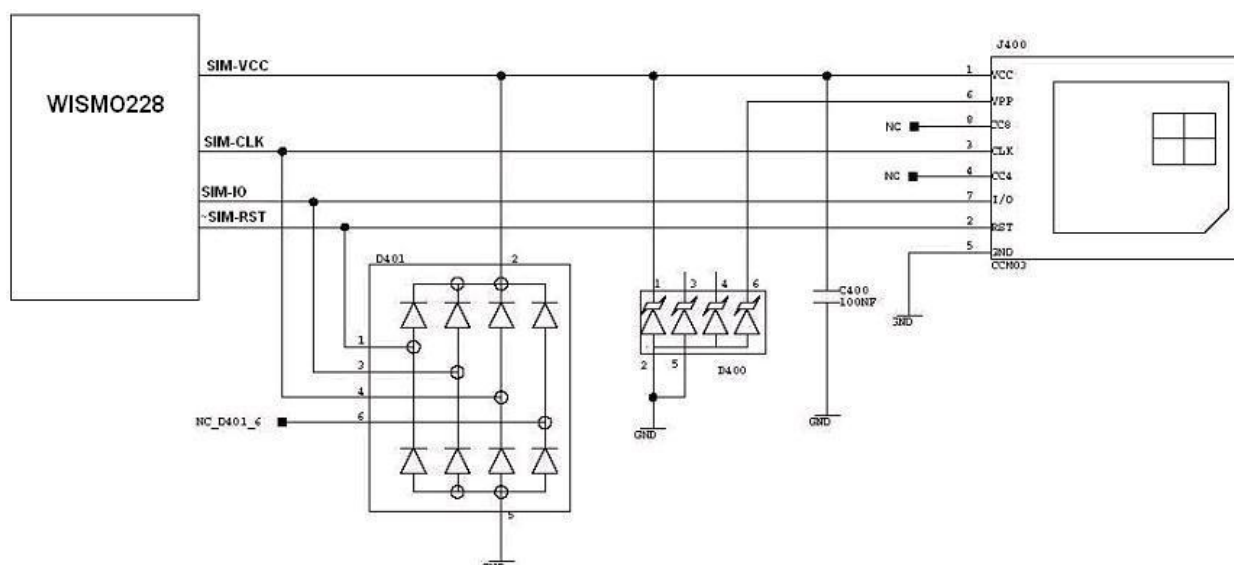 J400
SIM-VCC
1
VCC
WISMO228
6
VPP
NC
8
CC8
SIM-CLK
3
CLK
NC
4
CC4
SIM-IO
7
I/O
~SIM-RST
2
RST
5
GND
CCM03
D401
2
1
3
4
6
C400
100NF
GND
1
3
4
6
NC_D401_6
2
5
D400
GND
GND
5